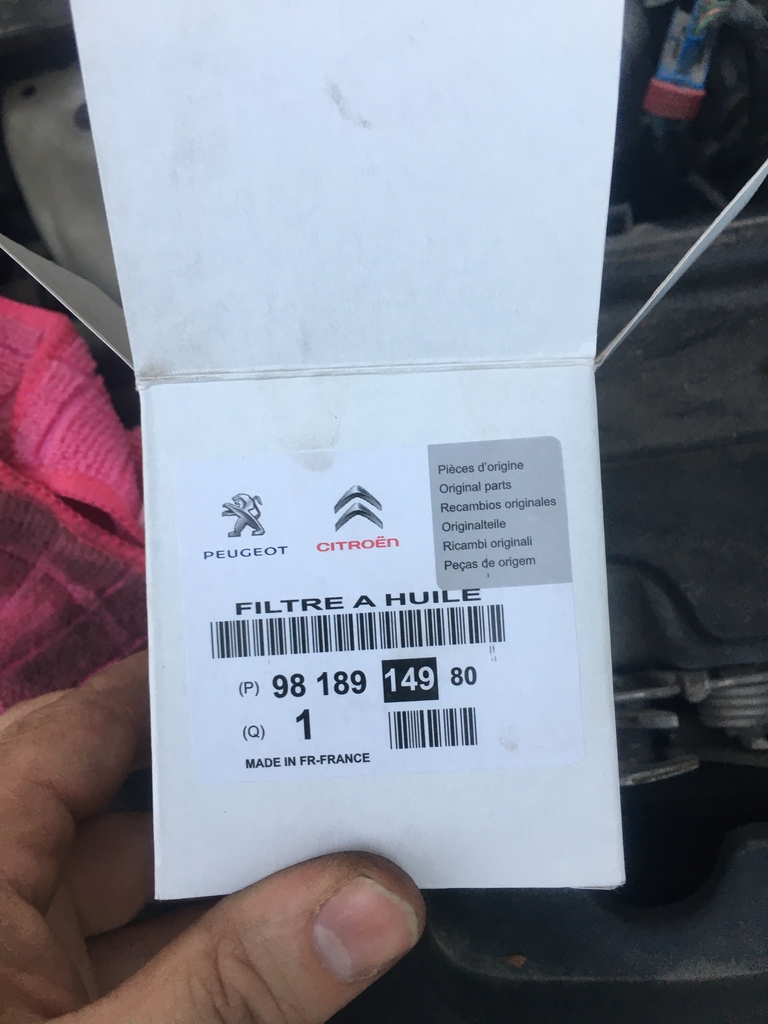 PEUGEOT
CITROËN
Pièces d'origine
Original parts
Recambios originales
Originalteile
Ricambi originali
Peças de origem
FILTRE A HUILE
(P) 98 189 149 80
(Q) 1
MADE IN FR-FRANCE